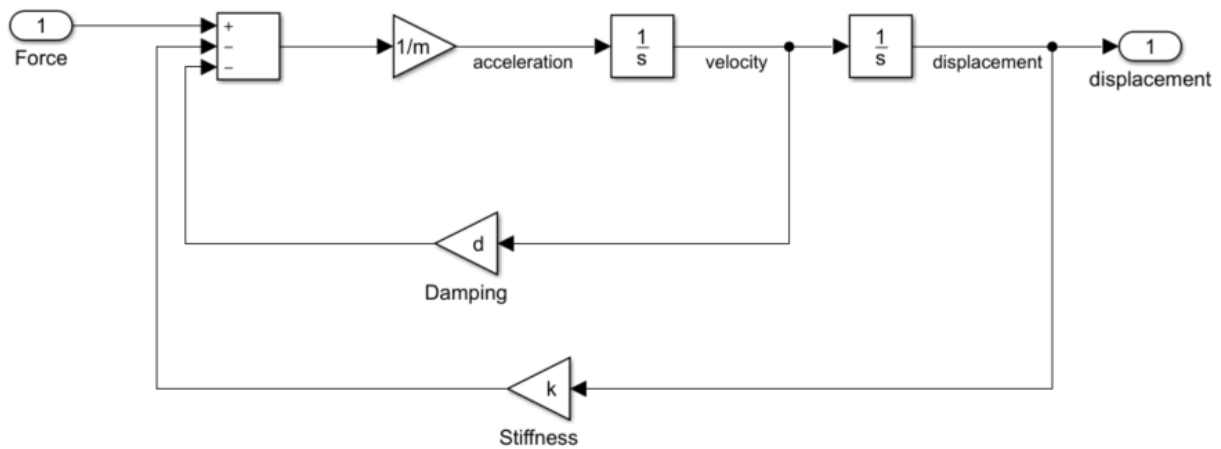 1
Force
+
−
−
1/m
acceleration
1
s
velocity
1
s
displacement
1
displacement
d
Damping
k
Stiffness